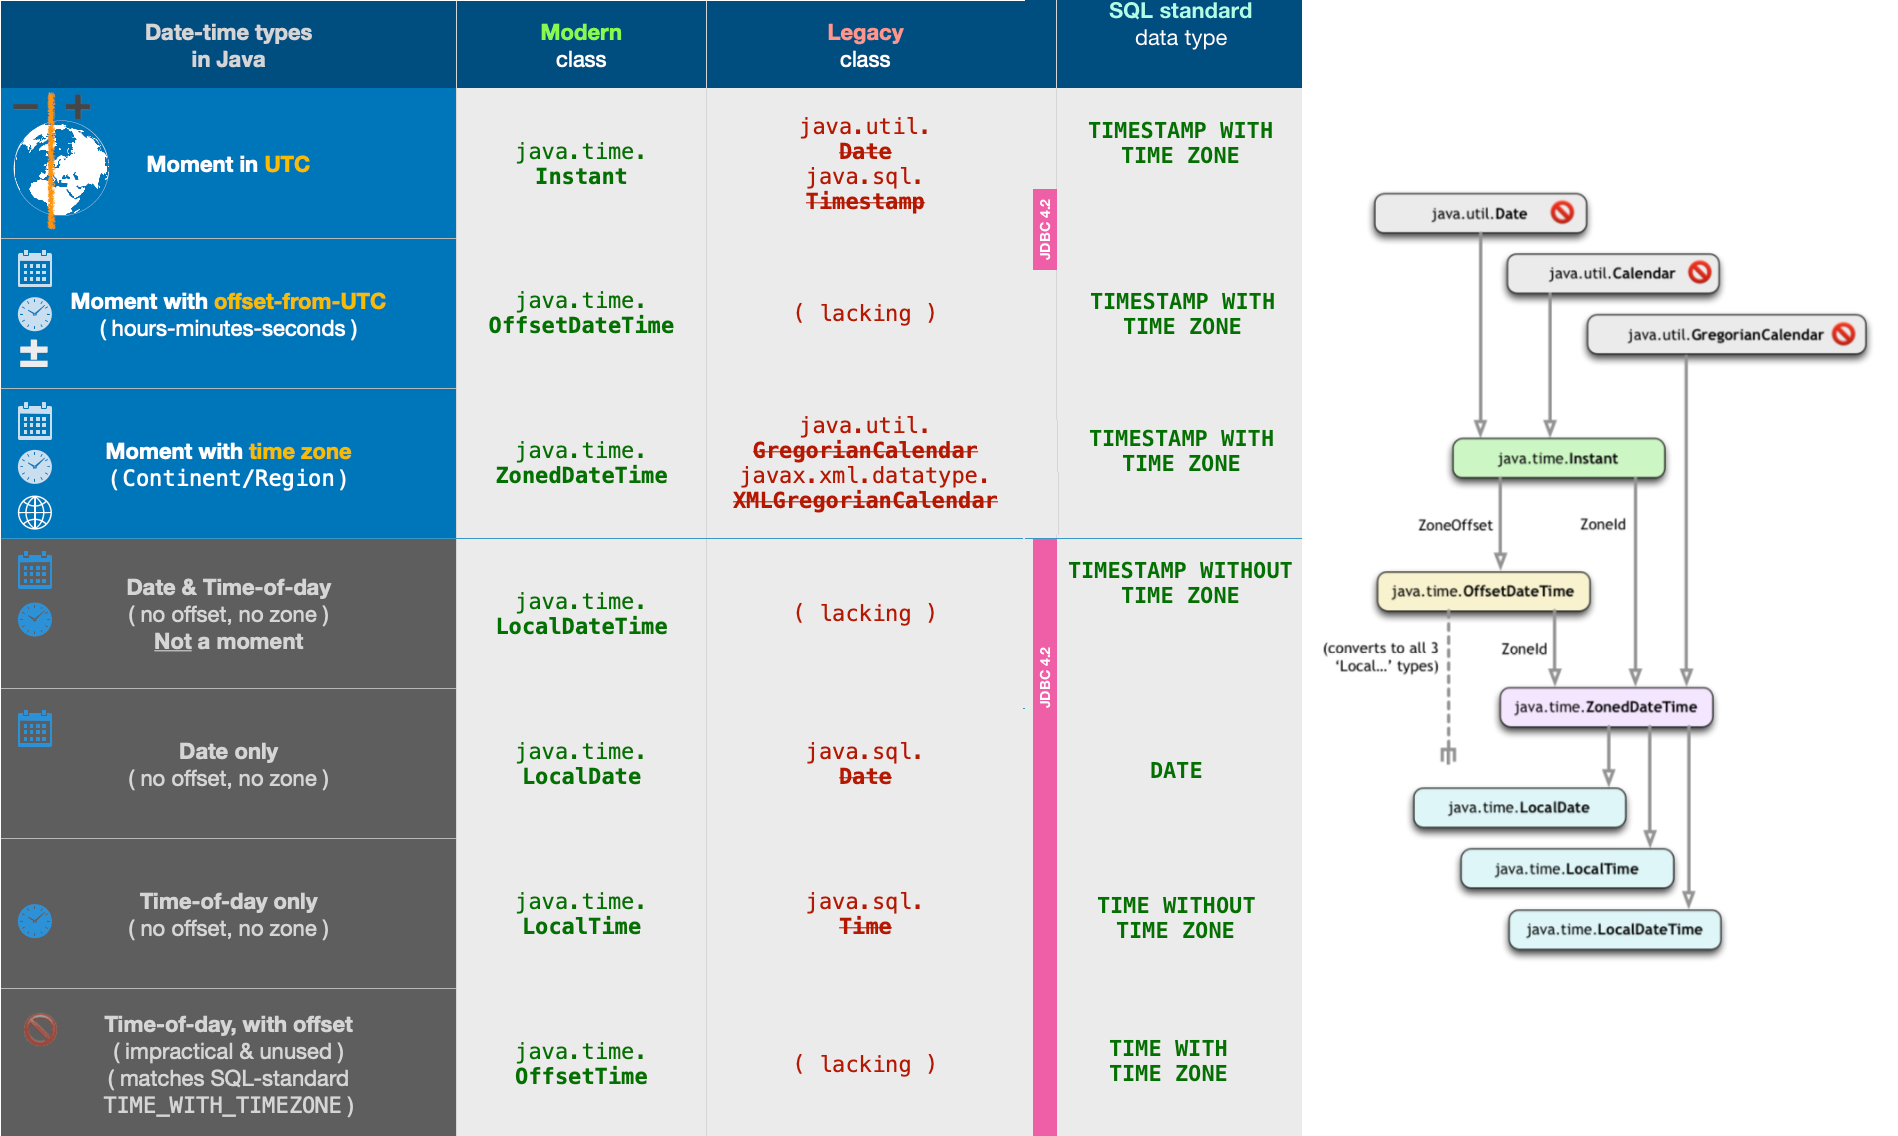 Date-time types
in Java
Modern
class
Legacy
class
SQL standard
data type
Moment in UTC
java.time.
Instant
java.util.
Date
java.sql.
Timestamp
TIMESTAMP WITH
TIME ZONE
JDBC 4.2
Moment with offset-from-UTC
( hours-minutes-seconds )
java.time.
OffsetDateTime
( lacking )
TIMESTAMP WITH
TIME ZONE
Moment with time zone
(Continent/Region)
java.time.
ZonedDateTime
java.util.
GregorianCalendar
javax.xml.datatype.
XMLGregorianCalendar
TIMESTAMP WITH
TIME ZONE
Date & Time-of-day
( no offset, no zone )
Not a moment
java.time.
LocalDateTime
( lacking )
TIMESTAMP WITHOUT
TIME ZONE
JDBC 4.2
Date only
( no offset, no zone )
java.time.
LocalDate
java.sql.
Date
DATE
Time-of-day only
( no offset, no zone )
java.time.
LocalTime
java.sql.
Time
TIME WITHOUT
TIME ZONE
Time-of-day, with offset
( impractical & unused )
( matches SQL-standard
TIME_WITH_TIMEZONE )
java.time.
OffsetTime
( lacking )
TIME WITH
TIME ZONE
java.util.Date
java.util.Calendar
java.util.GregorianCalendar
java.time.Instant
ZoneOffset
ZoneId
java.time.OffsetDateTime
(converts to all 3
‘Local…’ types)
ZoneId
java.time.ZonedDateTime
java.time.LocalDate
java.time.LocalTime
java.time.LocalDateTime